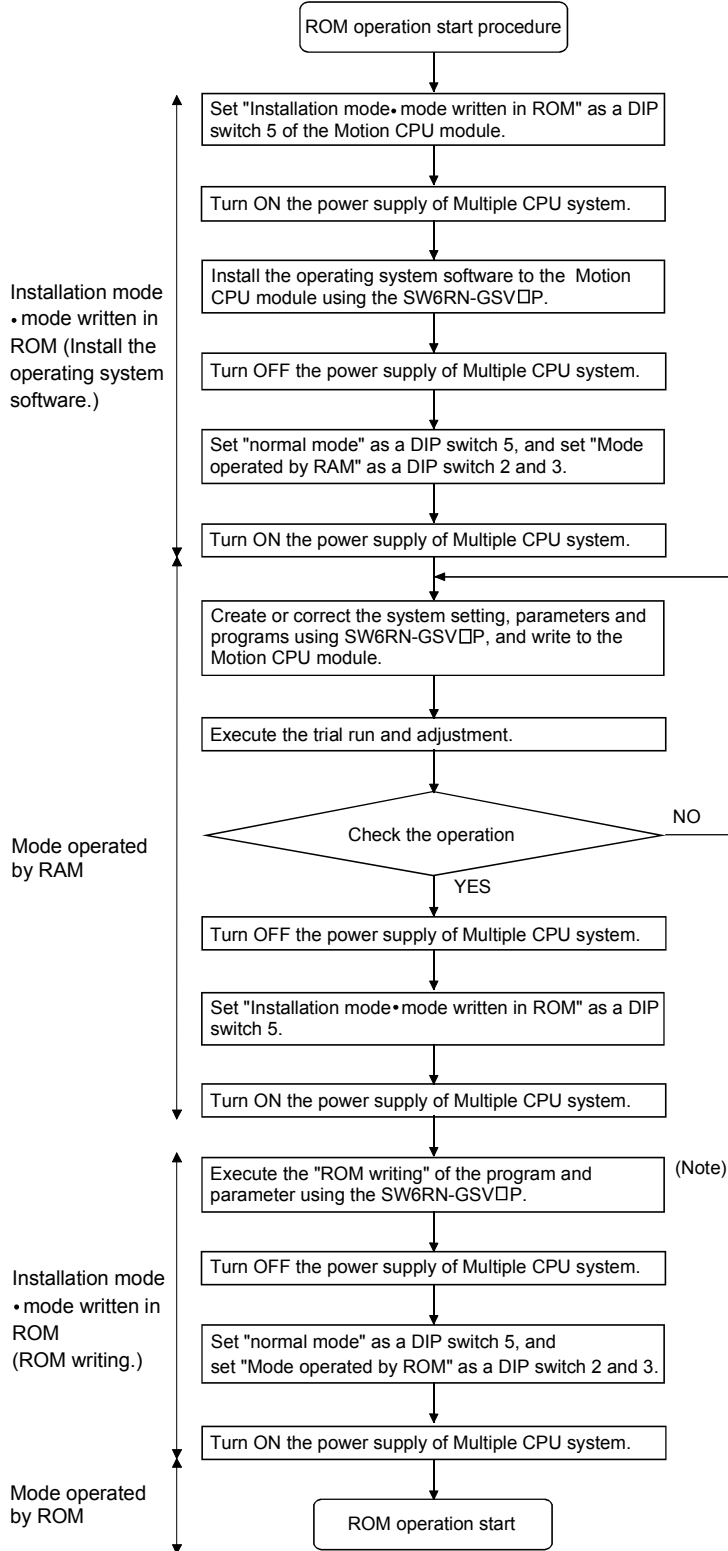 ROM operation start procedure
Set "Installation mode•mode written in ROM" as a DIP
switch 5 of the Motion CPU module.
Turn ON the power supply of Multiple CPU system.
Installation mode
•mode written in
ROM (Install the
operating system
software.)
Install the operating system software to the Motion
CPU module using the SW6RN-GSV□P.
Turn OFF the power supply of Multiple CPU system.
Set "normal mode" as a DIP switch 5, and set "Mode
operated by RAM" as a DIP switch 2 and 3.
Turn ON the power supply of Multiple CPU system.
Create or correct the system setting, parameters and
programs using SW6RN-GSV□P, and write to the
Motion CPU module.
Execute the trial run and adjustment.
Mode operated
by RAM
Check the operation
NO
YES
Turn OFF the power supply of Multiple CPU system.
Set "Installation mode•mode written in ROM" as a DIP
switch 5.
Turn ON the power supply of Multiple CPU system.
Execute the "ROM writing" of the program and
parameter using the SW6RN-GSV□P.
(Note)
Turn OFF the power supply of Multiple CPU system.
Installation mode
•mode written in
ROM
(ROM writing.)
Set "normal mode" as a DIP switch 5, and
set "Mode operated by ROM" as a DIP switch 2 and 3.
Turn ON the power supply of Multiple CPU system.
Mode operated
by ROM
ROM operation start